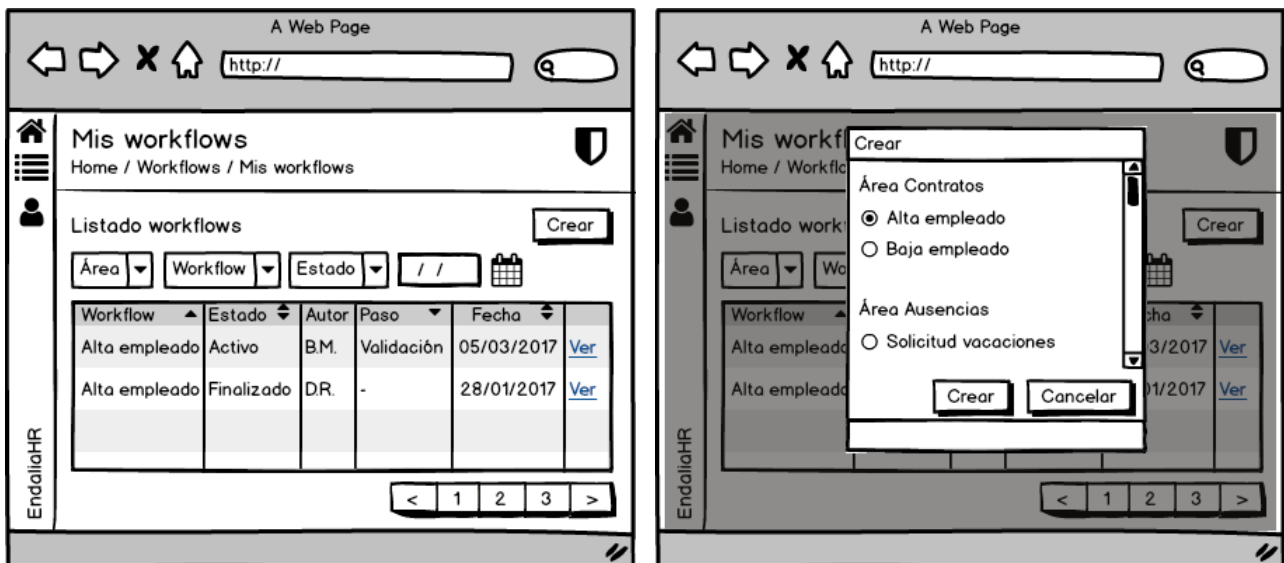 A Web Page
http://
Mis workflows
Home / Workflows / Mis workflows
Listado workflows
Crear
Área Workflow Estado / /
Workflow Estado Autor Paso Fecha
Alta empleado Activo B.M. Validación 05/03/2017 Ver
Alta empleado Finalizado D.R. - 28/01/2017 Ver
< 1 2 3 >
EndaliaHR
A Web Page
http://
Mis workfl
Home / Workflo
Listado work
Crear
Área Wo
Workflow cha
Alta empleado 3/2017 Ver
Alta empleado 01/2017 Ver
< 1 2 3 >
EndaliaHR
Crear
Área Contratos
Alta empleado
Baja empleado
Área Ausencias
Solicitud vacaciones
Crear Cancelar